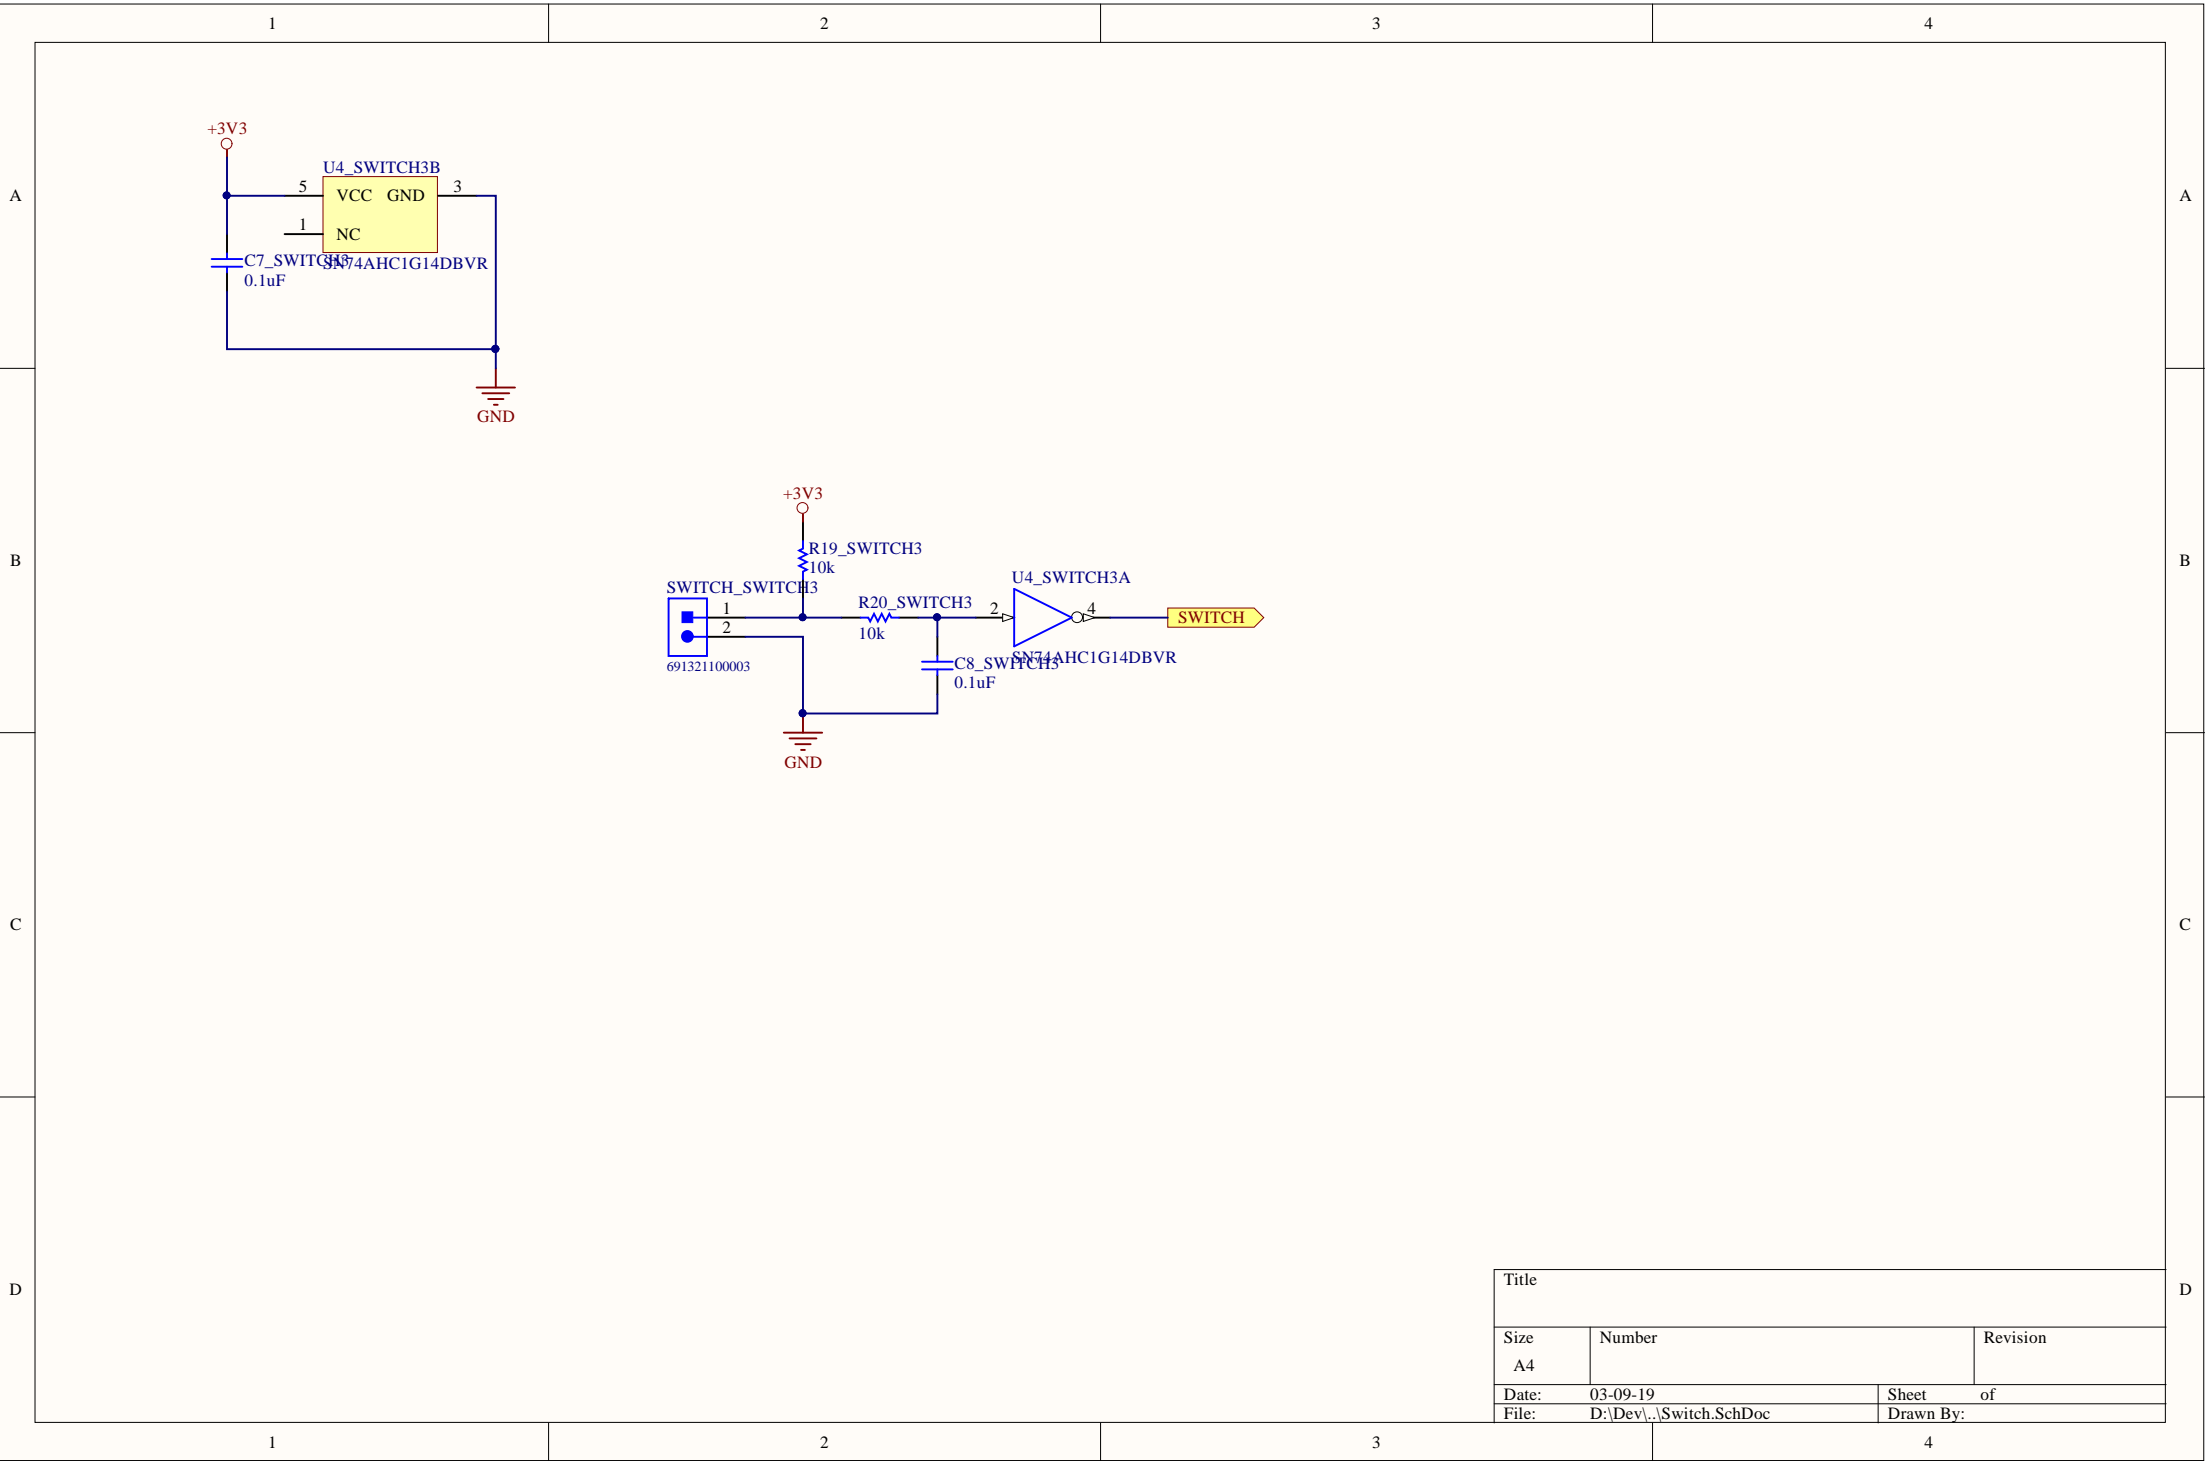 1 2 3 4
+3V3
U4_SWITCH3B
A 5 VCC GND 3 A
1 NC
C7_SWITCH3 SN74AHC1G14DBVR
0.1uF
GND
+3V3
R19_SWITCH3
B 10k B
SWITCH_SWITCH3 U4_SWITCH3A
1 R20_SWITCH3 2 4 SWITCH
2 10k
691321100003 C8_SWITCH3 SN74AHC1G14DBVR
0.1uF
GND
C C
D Title D
Size Number Revision
A4
Date: 03-09-19 Sheet of
File: D:\Dev\..\Switch.SchDoc Drawn By:
1 2 3 4